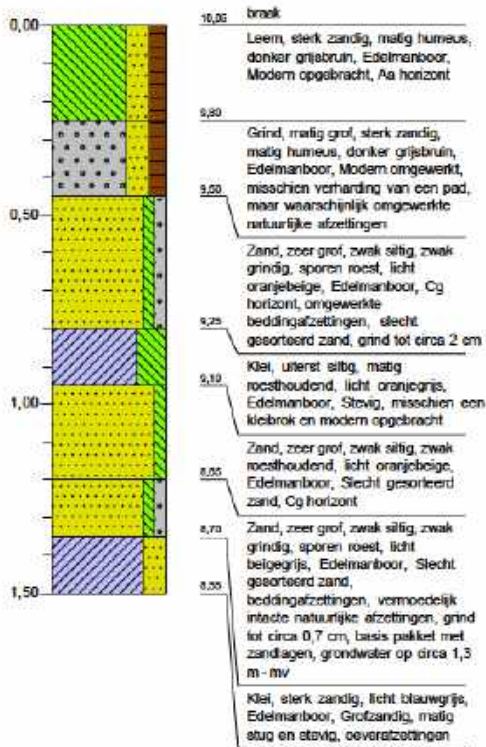 0,00
0,50
1,00
1,50
10,05
braak
Leem, sterk zandig, matig humeus,
donker grijsbruin, Edelmanboor,
Modern opgebracht, Aa horizont
9,80
Grind, matig grof, sterk zandig,
matig humeus, donker grijsbruin,
Edelmanboor, Modern omgewerkt,
misschien verharding van een pad,
maar waarschijnlijk omgewerkte
natuurlijke afzettingen
9,60
Zand, zeer grof, zwak siltig, zwak
grindig, sporen roest, licht
oranjebeige, Edelmanboor, Cg
horizont, omgewerkte
beddingafzettingen, slecht
gesorteerd zand, grind tot circa 2 cm
9,25
Klei, uiterst siltig, matig
roesthoudend, licht oranjegrijs,
Edelmanboor, Stevig, misschien een
kleibrok en modern opgebracht
9,10
Zand, zeer grof, zwak siltig, zwak
roesthoudend, licht oranjebeige,
Edelmanboor, Slecht gesorteerd
zand, Cg horizont
8,85
Zand, zeer grof, zwak siltig, zwak
grindig, sporen roest, licht
beigegrijs, Edelmanboor, Slecht
gesorteerd zand,
beddingafzettingen, vermoedelijk
intacte natuurlijke afzettingen, grind
tot circa 0,7 cm, basis pakket met
zandlagen, grondwater op circa 1,3
m - mv
8,70
Klei, sterk zandig, licht blauwgrijs,
Edelmanboor, Grofzandig, matig
stug en stevig, oeverafzettingen
8,55